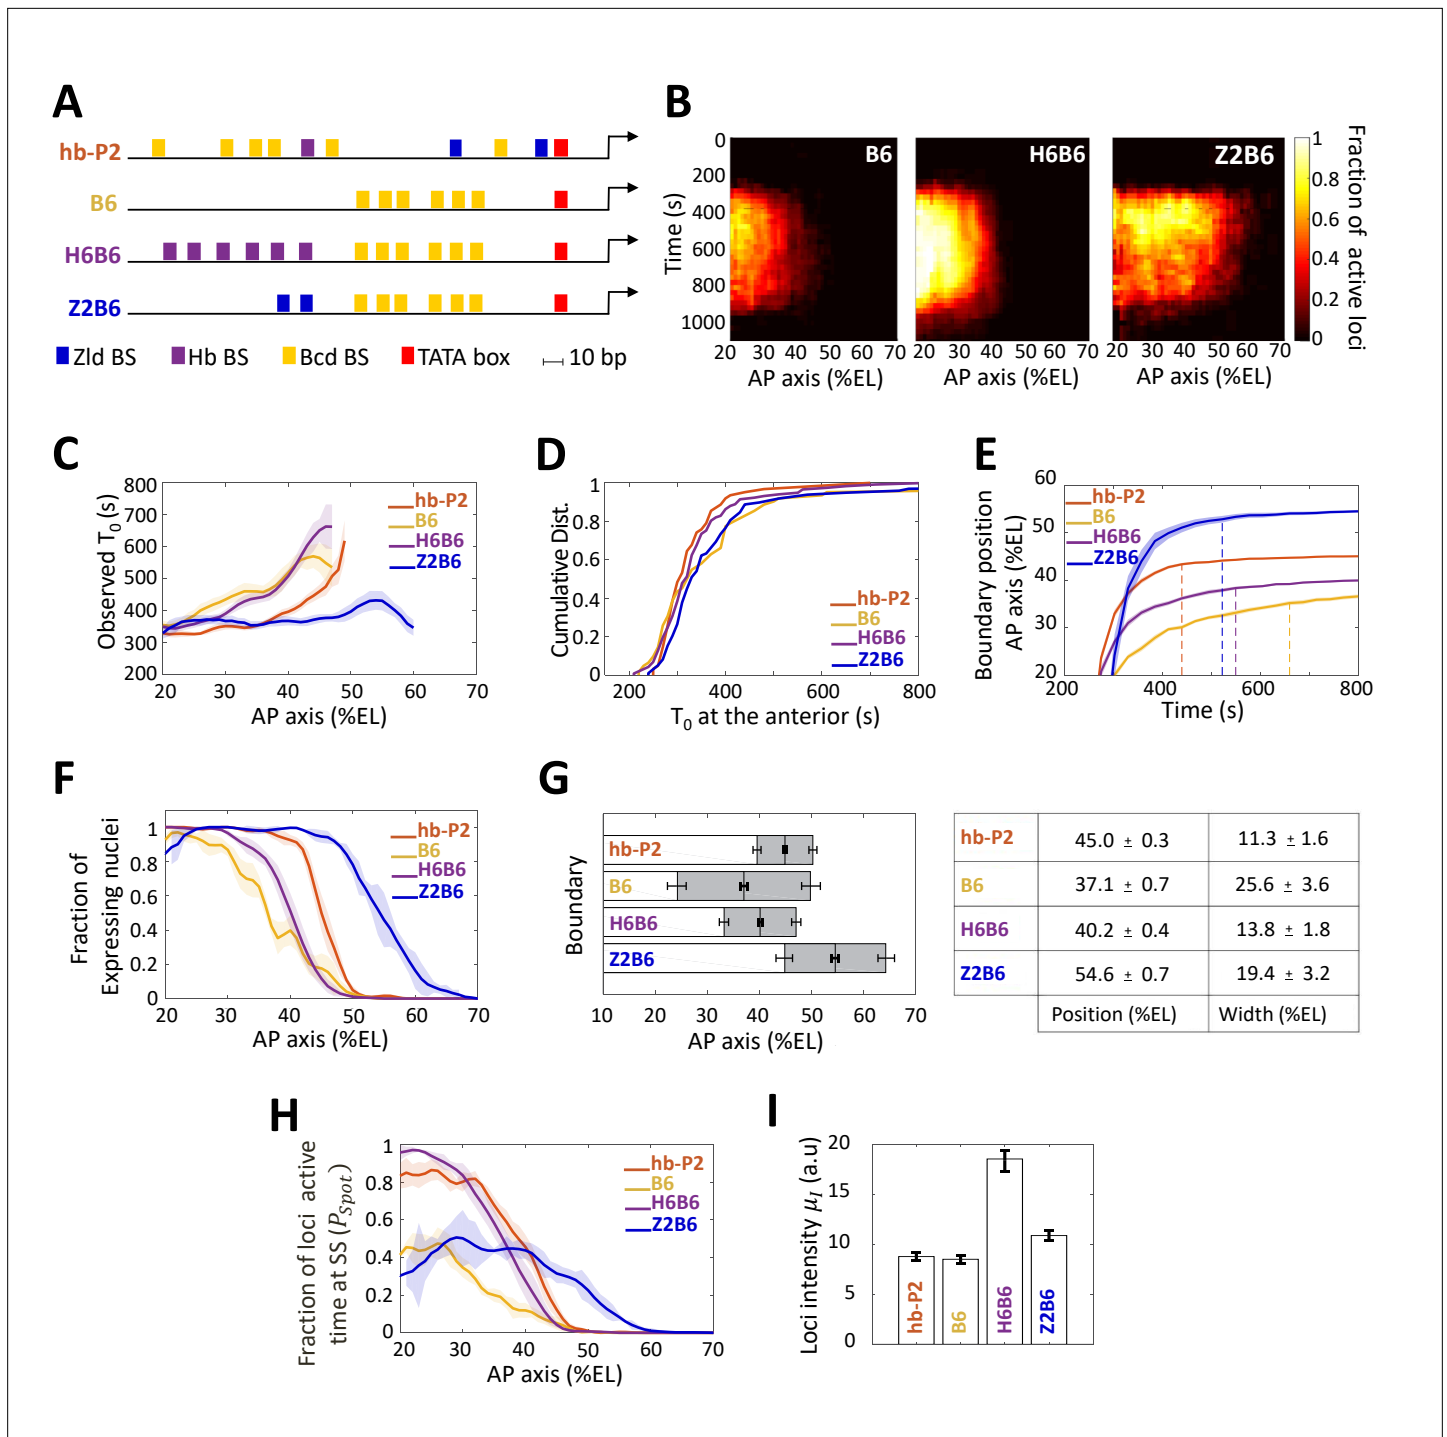 A
hb-P2
B6
H6B6
Z2B6
Zld BS
Hb BS
Bcd BS
TATA box
10 bp
B
B6
H6B6
Z2B6
0
200
400
600
800
1000
Time (s)
20 30 40 50 60 70
20 30 40 50 60 70
20 30 40 50 60 70
AP axis (%EL)
AP axis (%EL)
AP axis (%EL)
1
0.8
0.6
0.4
0.2
0
Fraction of active loci
C
800
700
600
500
400
300
200
Observed T0 (s)
hb-P2
B6
H6B6
Z2B6
20 30 40 50 60 70
AP axis (%EL)
D
1
0.8
0.6
0.4
0.2
0
Cumulative Dist.
hb-P2
B6
H6B6
Z2B6
200 400 600 800
T0 at the anterior (s)
E
60
50
40
30
20
Boundary position
AP axis (%EL)
hb-P2
B6
H6B6
Z2B6
200 400 600 800
Time (s)
F
1
0.8
0.6
0.4
0.2
0
Fraction of
Expressing nuclei
hb-P2
B6
H6B6
Z2B6
20 30 40 50 60 70
AP axis (%EL)
G
Boundary
hb-P2
B6
H6B6
Z2B6
10 20 30 40 50 60 70
AP axis (%EL)
hb-P2 45.0 ± 0.3 11.3 ± 1.6
B6 37.1 ± 0.7 25.6 ± 3.6
H6B6 40.2 ± 0.4 13.8 ± 1.8
Z2B6 54.6 ± 0.7 19.4 ± 3.2
Position (%EL) Width (%EL)
H
1
0.8
0.6
0.4
0.2
0
Fraction of loci active
time at SS (PSpot)
hb-P2
B6
H6B6
Z2B6
20 30 40 50 60 70
AP axis (%EL)
I
20
15
10
5
0
Loci intensity μI (a.u)
hb-P2
B6
H6B6
Z2B6